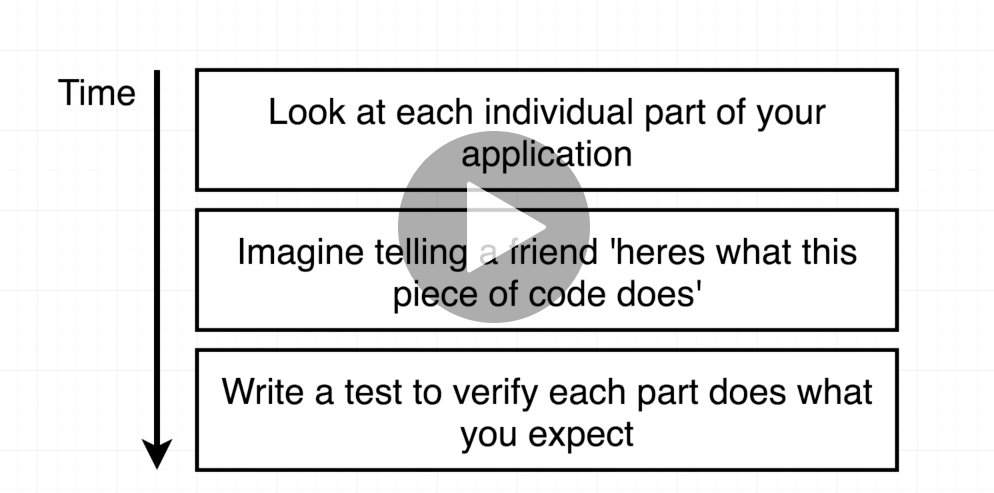 Time
Look at each individual part of your
application
Imagine telling a friend 'heres what this
piece of code does'
Write a test to verify each part does what
you expect